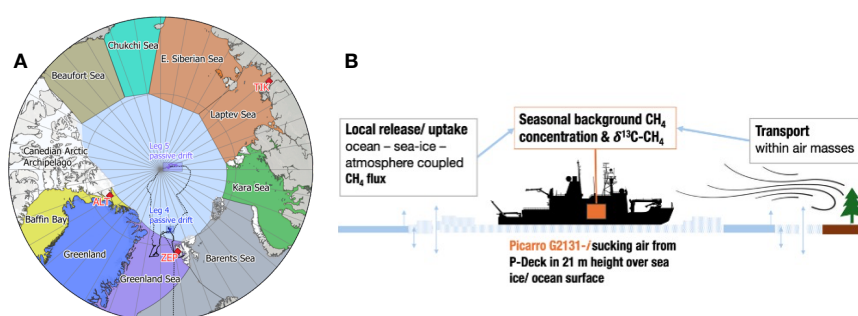 A
Chukchi Sea
E. Siberian Sea
Beaufort Sea
TIK
Laptev Sea
Leg 5
passive drift
Canadian Arctic
Archipelago
Kara Sea
ALT
Leg 4
passive drift
Baffin Bay
Greenland
ZEP
Barents Sea
Greenland Sea
B
Local release/ uptake
ocean – sea-ice –
atmosphere coupled
CH4 flux
Seasonal background CH4
concentration & δ13C-CH4
Transport
within air masses
Picarro G2131-/sucking air from
P-Deck in 21 m height over sea
ice/ ocean surface